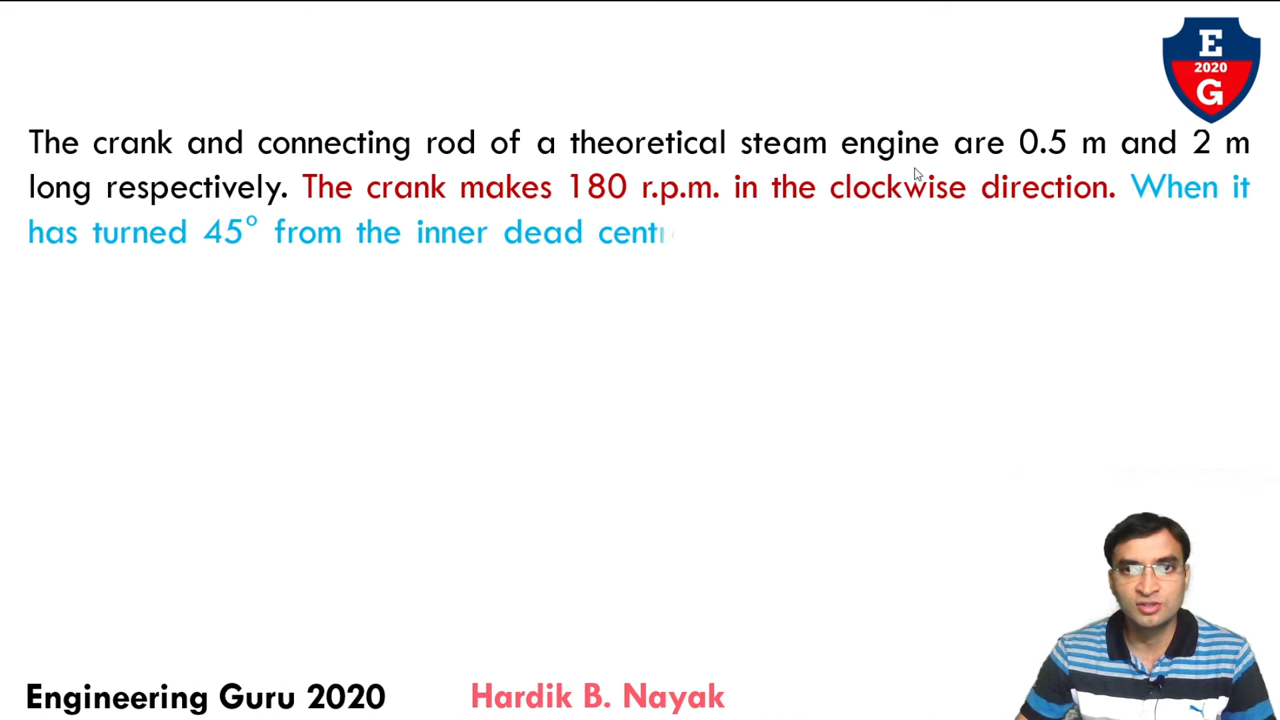 E
2020
G
The crank and connecting rod of a theoretical steam engine are 0.5 m and 2 m
long respectively. The crank makes 180 r.p.m. in the clockwise direction. When it
has turned 45° from the inner dead
Engineering Guru 2020
Hardik B. Nayak